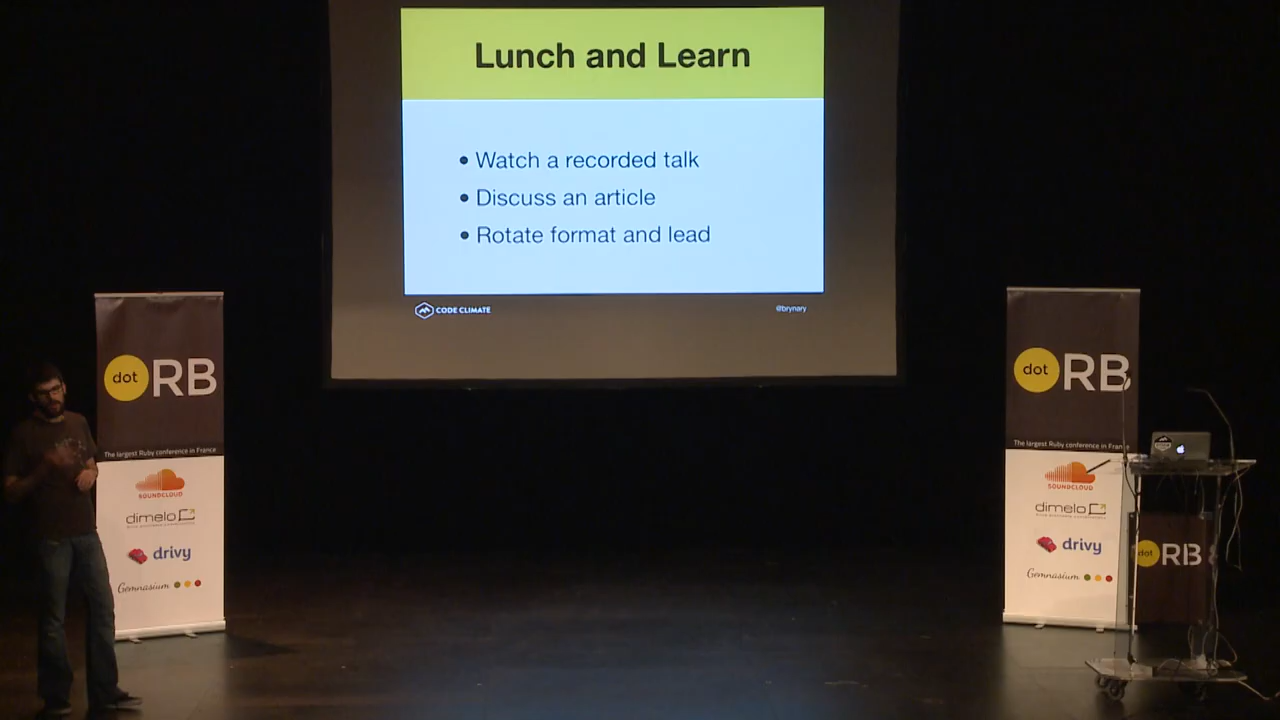 Lunch and Learn
• Watch a recorded talk
• Discuss an article
• Rotate format and lead
CODE CLIMATE
@brynary
dot RB
The largest Ruby conference in France
SOUNDCLOUD
dimelo
drivy
Gemnasium
dot RB
The largest Ruby conference in France
SOUNDCLOUD
dimelo
drivy
Gemnasium
dot RB